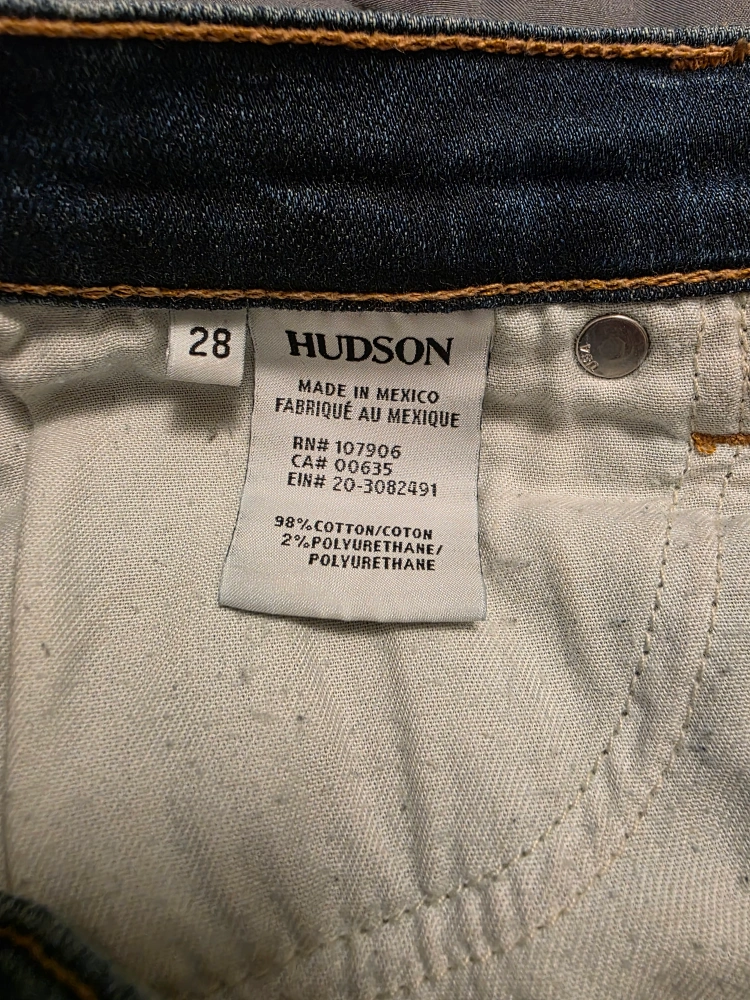 28
HUDSON
MADE IN MEXICO
FABRIQUÉ AU MEXIQUE
RN# 107906
CA# 00635
EIN# 20-3082491
98%COTTON/COTON
2%POLYURETHANE/
POLYURETHANE
USA